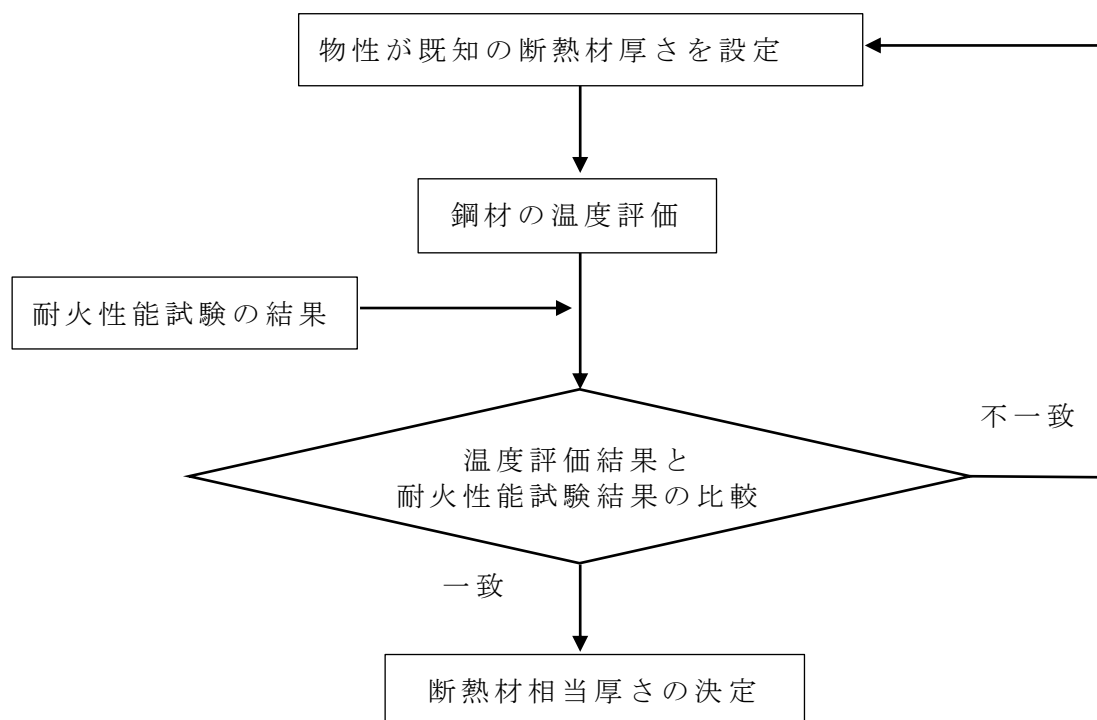 物性が既知の断熱材厚さを設定
鋼材の温度評価
耐火性能試験の結果
不一致
温度評価結果と
耐火性能試験結果の比較
一致
断熱材相当厚さの決定